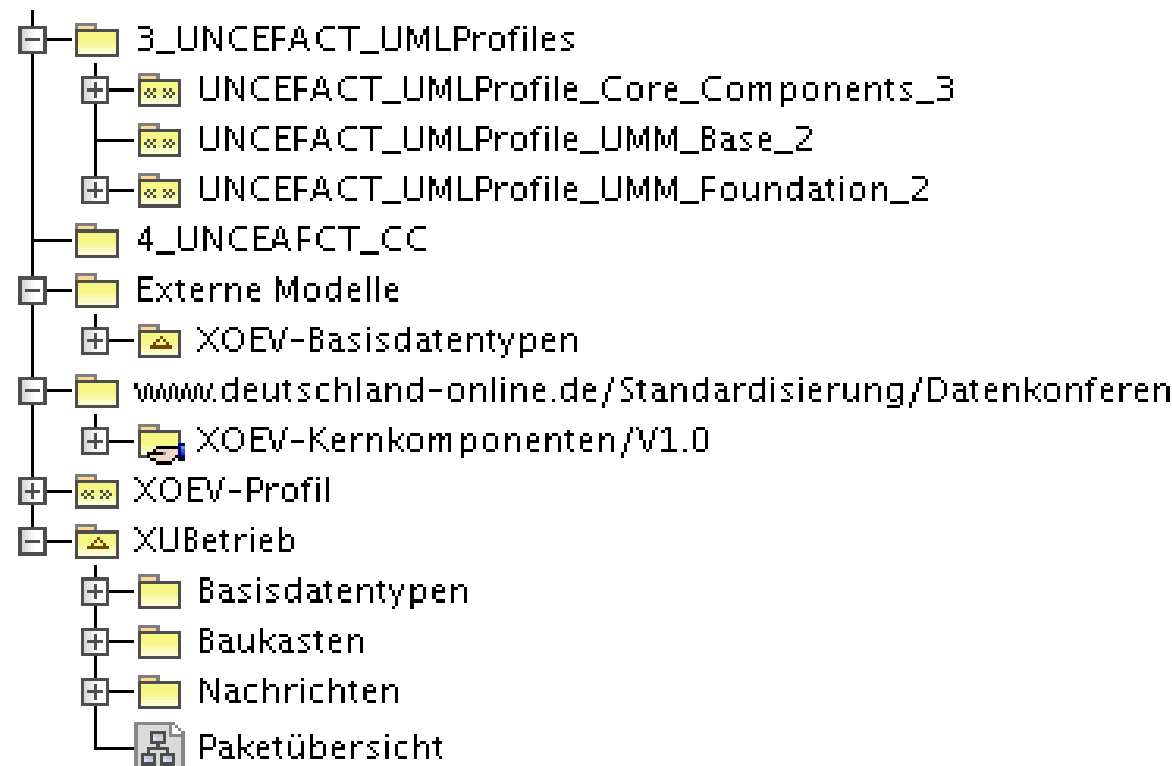 3_UNCEFACT_UMLProfiles
UNCEFACT_UMLProfile_Core_Components_3
UNCEFACT_UMLProfile_UMM_Base_2
UNCEFACT_UMLProfile_UMM_Foundation_2
4_UNCEAFCT_CC
Externe Modelle
XOEV-Basisdatentypen
www.deutschland-online.de/Standardisierung/Datenkonferen
XOEV-Kernkomponenten/V1.0
XOEV-Profil
XUBetrieb
Basisdatentypen
Baukasten
Nachrichten
Paketübersicht